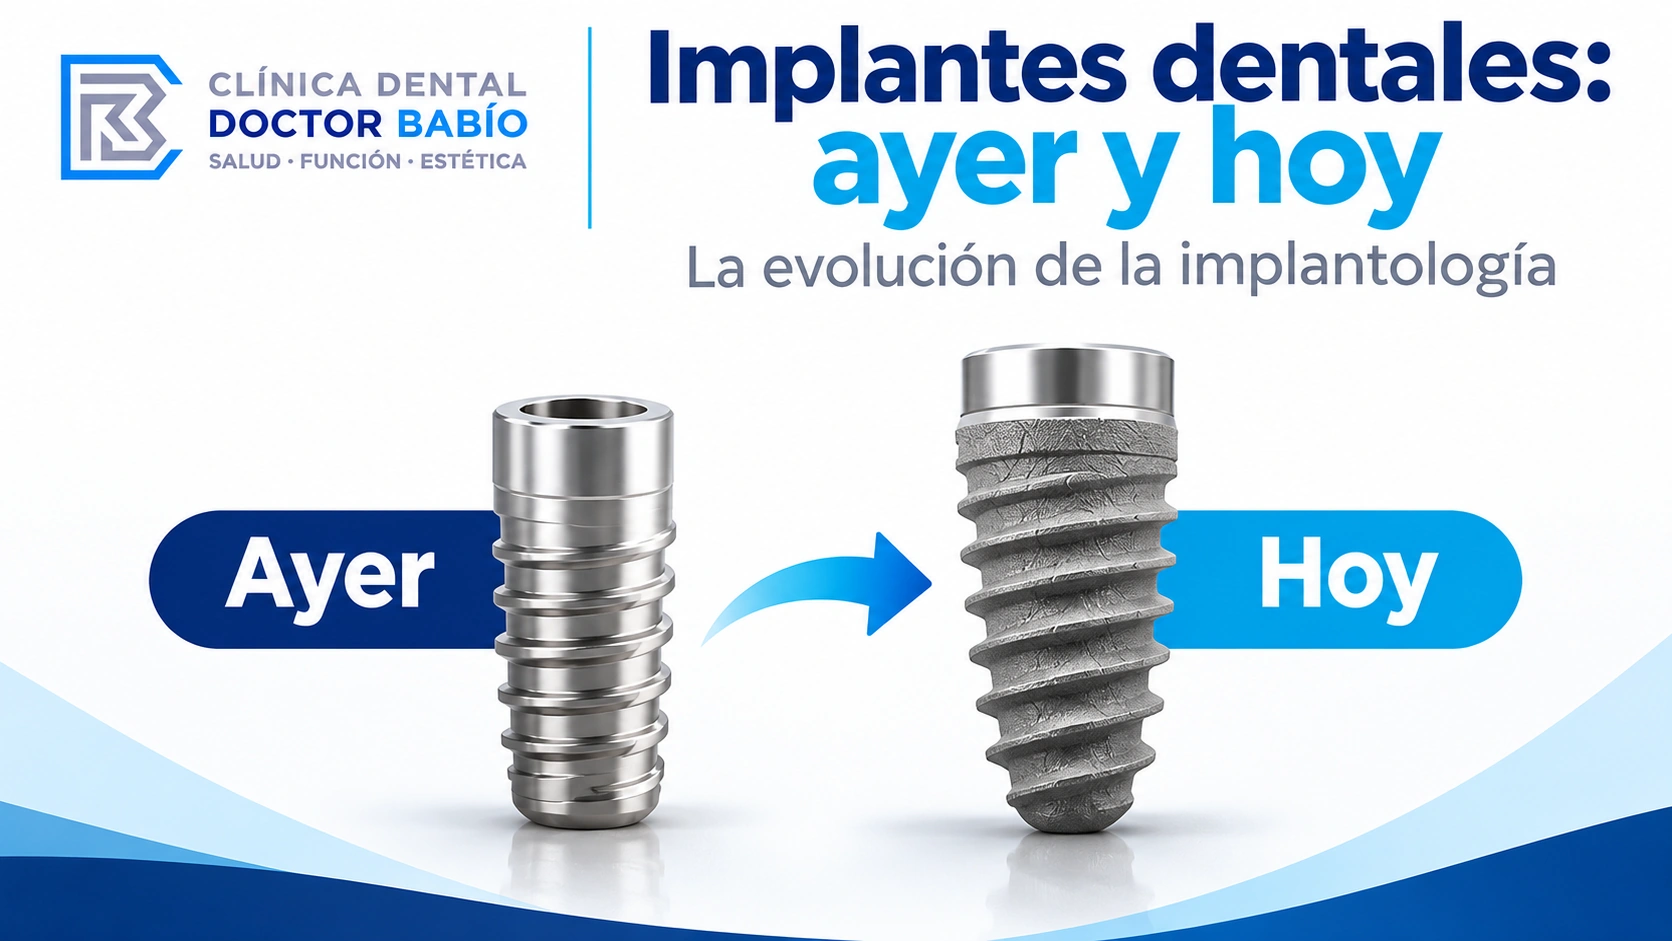 CLÍNICA DENTAL
DOCTOR BABÍO
SALUD · FUNCIÓN · ESTÉTICA
Implantes dentales:
ayer y hoy
La evolución de la implantología
Ayer
Hoy